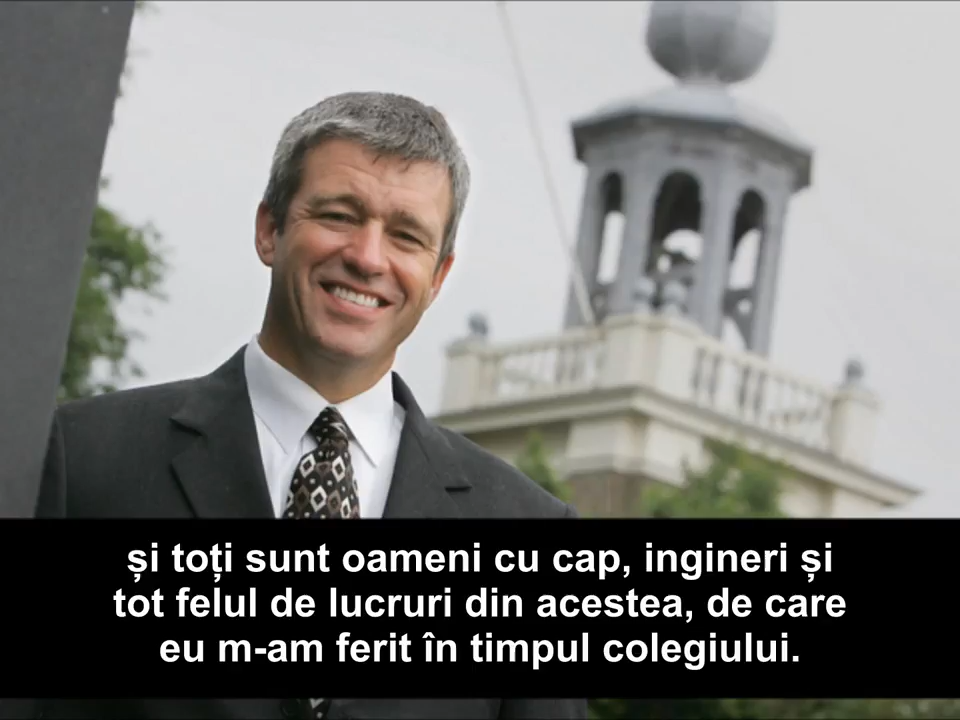 și toți sunt oameni cu cap, ingineri și
tot felul de lucruri din acestea, de care
eu m-am ferit în timpul colegiului.